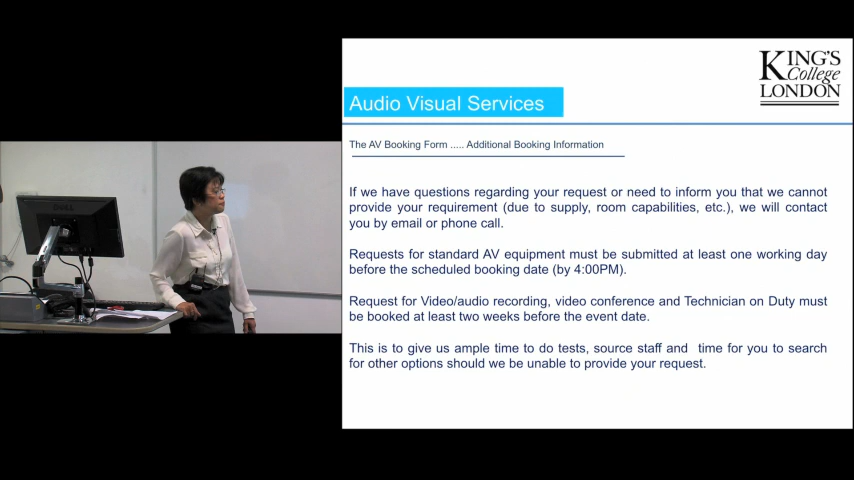 KING'S
College
LONDON
Audio Visual Services
The AV Booking Form ..... Additional Booking Information
If we have questions regarding your request or need to inform you that we cannot
provide your requirement (due to supply, room capabilities, etc.), we will contact
you by email or phone call.
Requests for standard AV equipment must be submitted at least one working day
before the scheduled booking date (by 4:00PM).
Request for Video/audio recording, video conference and Technician on Duty must
be booked at least two weeks before the event date.
This is to give us ample time to do tests, source staff and  time for you to search
for other options should we be unable to provide your request.
DELL